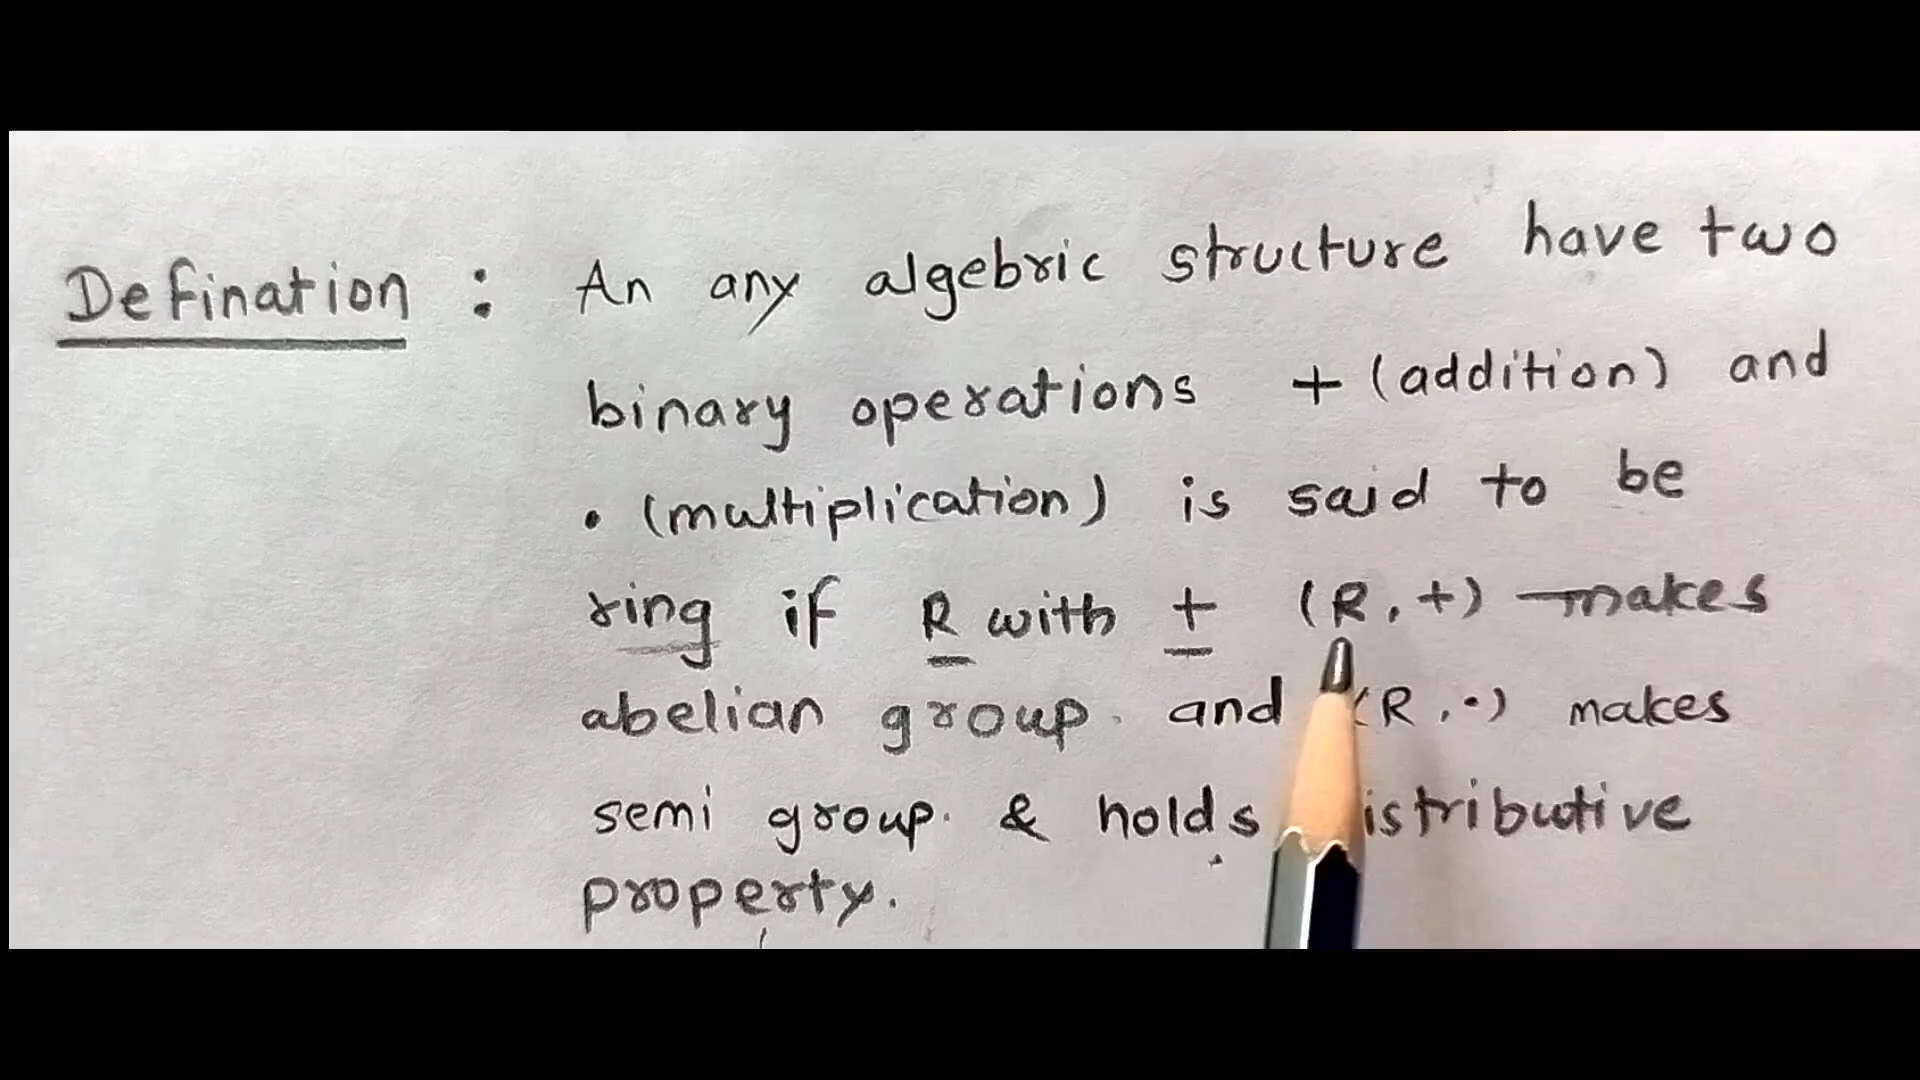 Defination : An any algebric structure have two
binary operations + (addition) and
• (multiplication) is said to be
ring if R with + (R, +) makes
abelian group. and (R, ·) makes
semi group. & holds istributive
property.